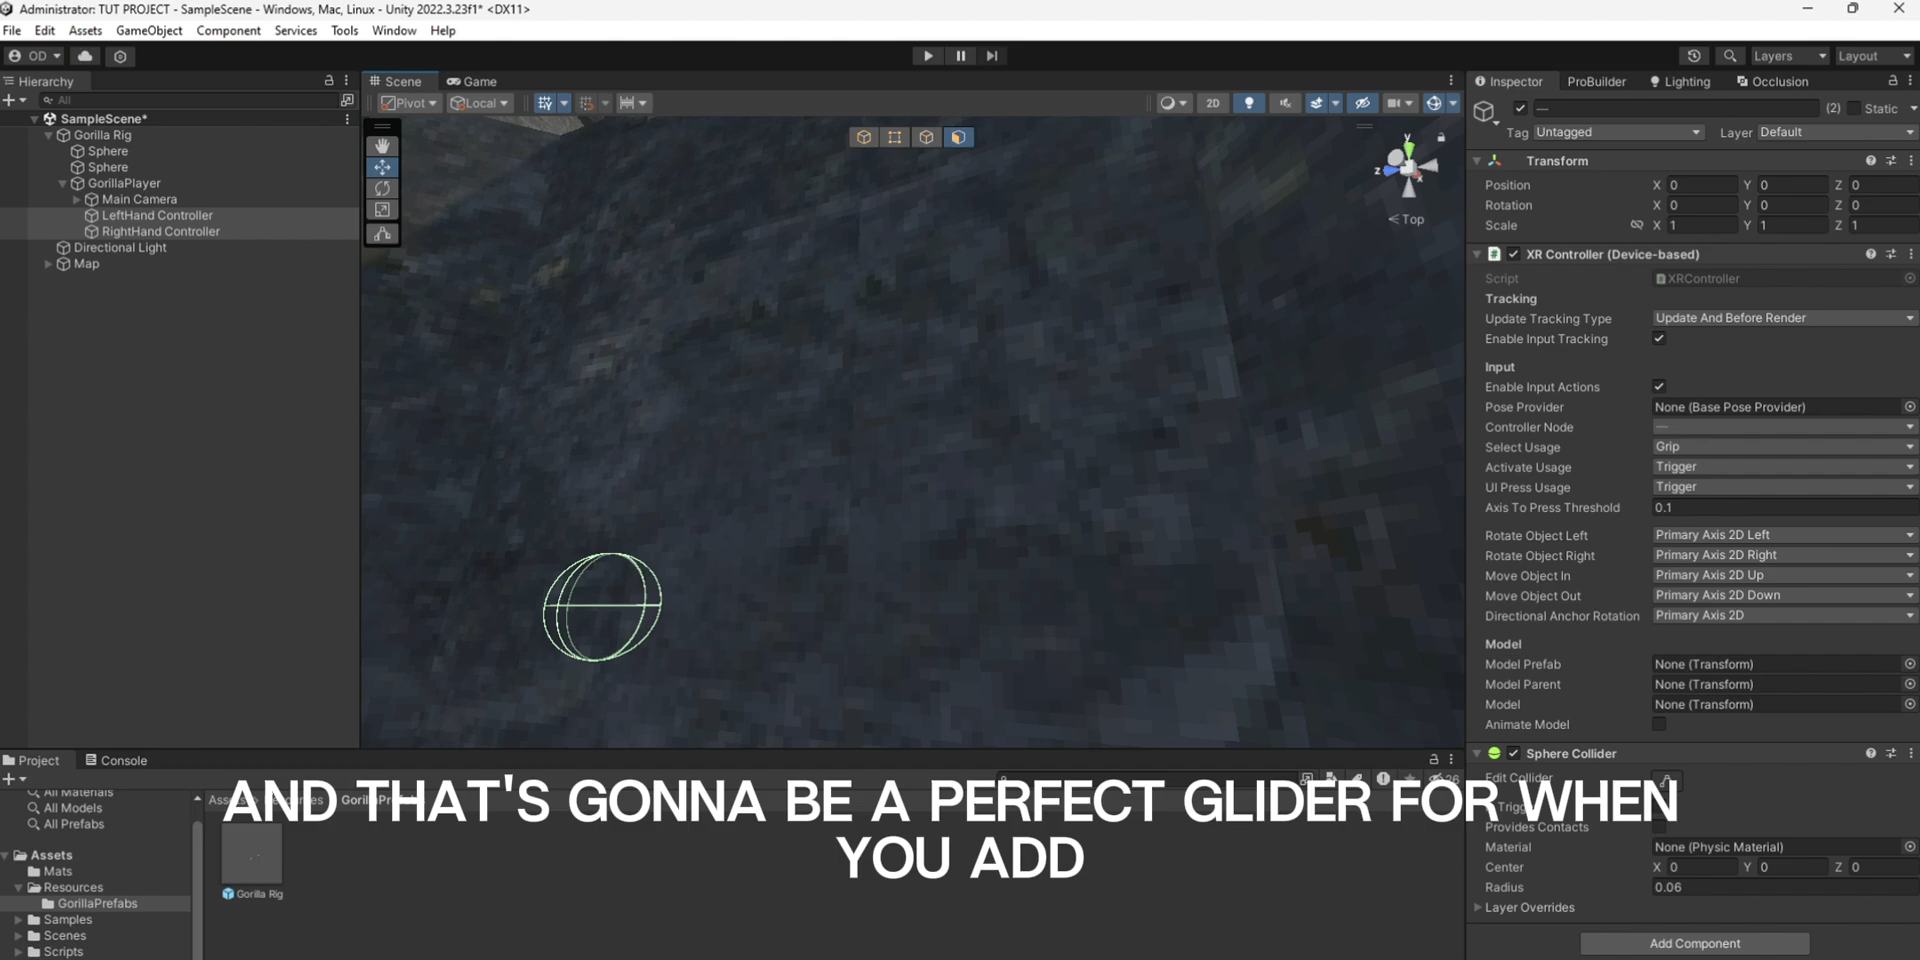 Administrator: TUT PROJECT - SampleScene - Windows, Mac, Linux - Unity 2022.3.23f1* <DX11>
File Edit Assets GameObject Component Services Tools Window Help
OD Layers Layout
Hierarchy
All
SampleScene*
Gorilla Rig
Sphere
Sphere
GorillaPlayer
Main Camera
LeftHand Controller
RightHand Controller
Directional Light
Map
Scene Game
Pivot Local 2D
y
z
x
Top
Inspector ProBuilder Lighting Occlusion
— (2) Static
Tag Untagged Layer Default
Transform
Position X 0 Y 0 Z 0
Rotation X 0 Y 0 Z 0
Scale X 1 Y 1 Z 1
XR Controller (Device-based)
Script XRController
Tracking
Update Tracking Type Update And Before Render
Enable Input Tracking
Input
Enable Input Actions
Pose Provider None (Base Pose Provider)
Controller Node —
Select Usage Grip
Activate Usage Trigger
UI Press Usage Trigger
Axis To Press Threshold 0.1
Rotate Object Left Primary Axis 2D Left
Rotate Object Right Primary Axis 2D Right
Move Object In Primary Axis 2D Up
Move Object Out Primary Axis 2D Down
Directional Anchor Rotation Primary Axis 2D
Model
Model Prefab None (Transform)
Model Parent None (Transform)
Model None (Transform)
Animate Model
Sphere Collider
Edit Collider
Provides Contacts
Material None (Physic Material)
Center X 0 Y 0 Z 0
Radius 0.06
Layer Overrides
Add Component
Project Console
All Materials
All Models
All Prefabs
Assets
Mats
Resources
GorillaPrefabs
Samples
Scenes
Scripts
Gorilla Rig
AND THAT'S GONNA BE A PERFECT GLIDER FOR WHEN
YOU ADD